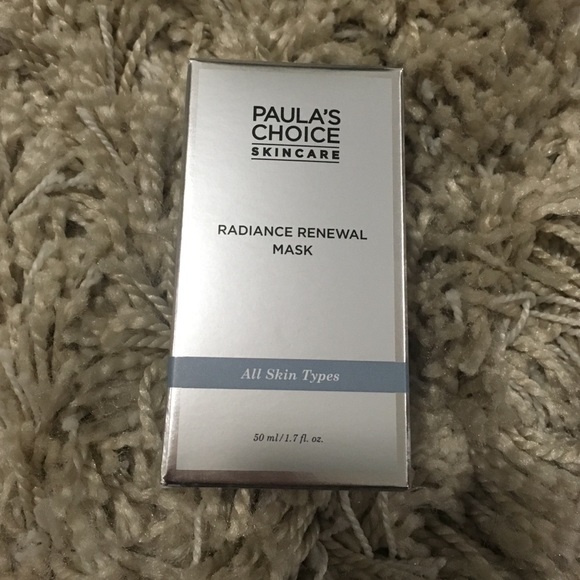 PAULA'S
CHOICE
SKINCARE
RADIANCE RENEWAL
MASK
All Skin Types
50 ml/1.7 fl. oz.